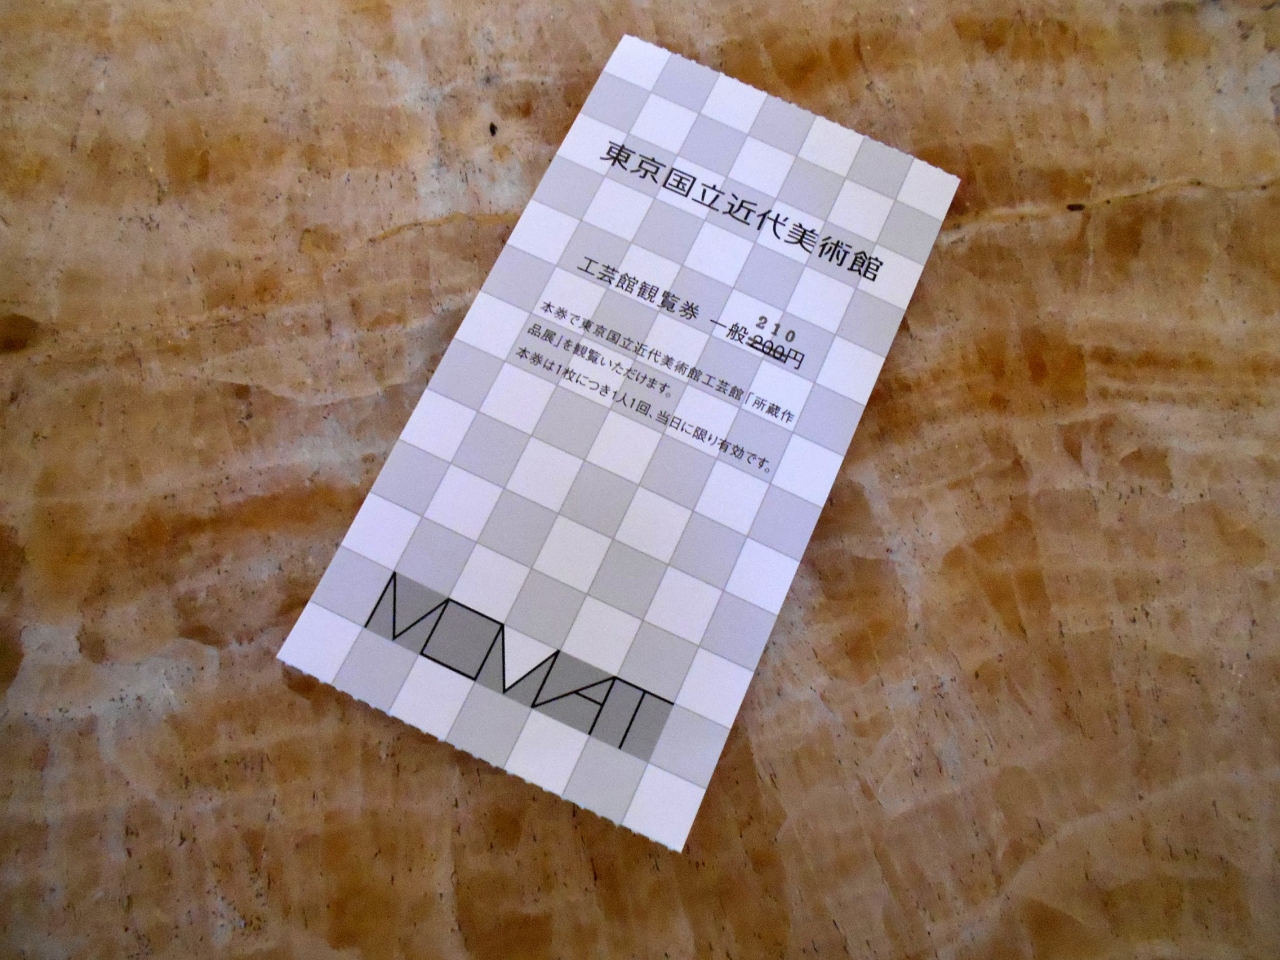 東京国立近代美術館
工芸館観覧券 一般200円
210
本券で東京国立近代美術館工芸館「所蔵作
品展」を観覧いただけます。
本券は1枚につき1人1回、当日に限り有効です。
MOMAT